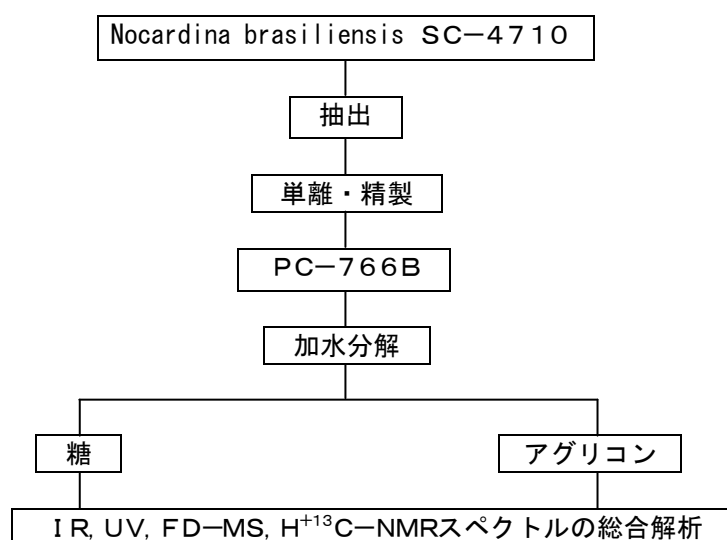 Nocardina brasiliensis SC－4710
抽出
単離・精製
PC－766B
加水分解
糖
アグリコン
IR, UV, FD－MS, H⁺¹³C－NMRスペクトルの総合解析